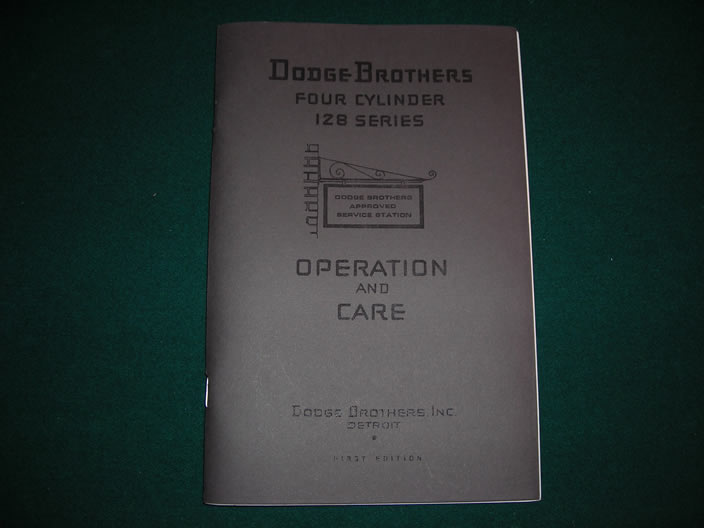 DODGE BROTHERS
FOUR CYLINDER
128 SERIES
DODGE BROTHERS
APPROVED
SERVICE STATION
OPERATION
AND
CARE
DODGE BROTHERS, INC.
DETROIT
FIRST EDITION